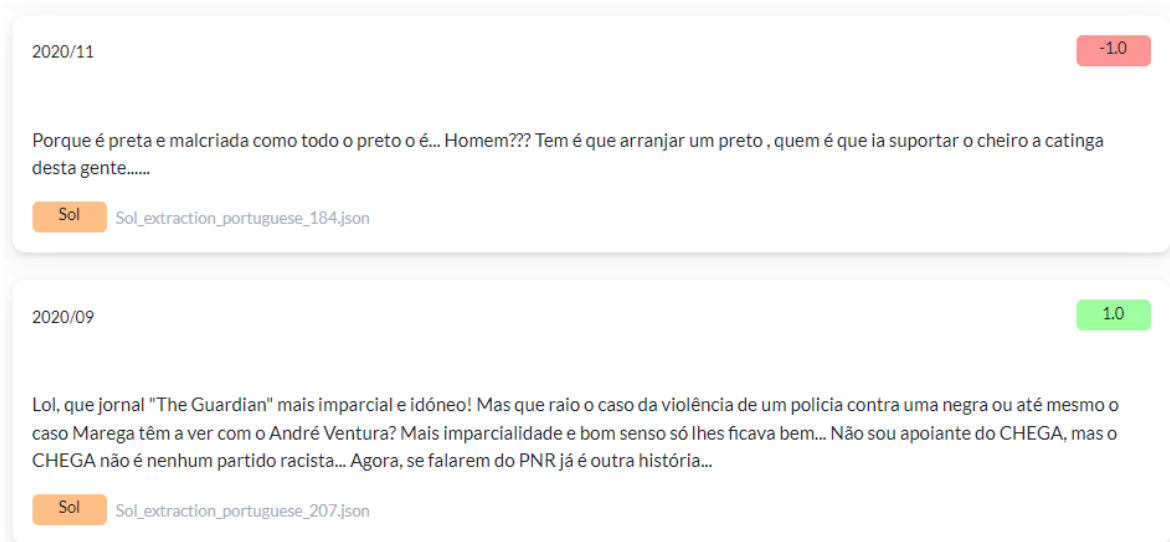 2020/11
-1.0
Porque é preta e malcriada como todo o preto o é... Homem??? Tem é que arranjar um preto , quem é que ia suportar o cheiro a catinga
desta gente......
Sol
Sol_extraction_portuguese_184.json
2020/09
1.0
Lol, que jornal "The Guardian" mais imparcial e idóneo! Mas que raio o caso da violência de um policia contra uma negra ou até mesmo o
caso Marega têm a ver com o André Ventura? Mais imparcialidade e bom senso só lhes ficava bem... Não sou apoiante do CHEGA, mas o
CHEGA não é nenhum partido racista... Agora, se falarem do PNR já é outra história...
Sol
Sol_extraction_portuguese_207.json